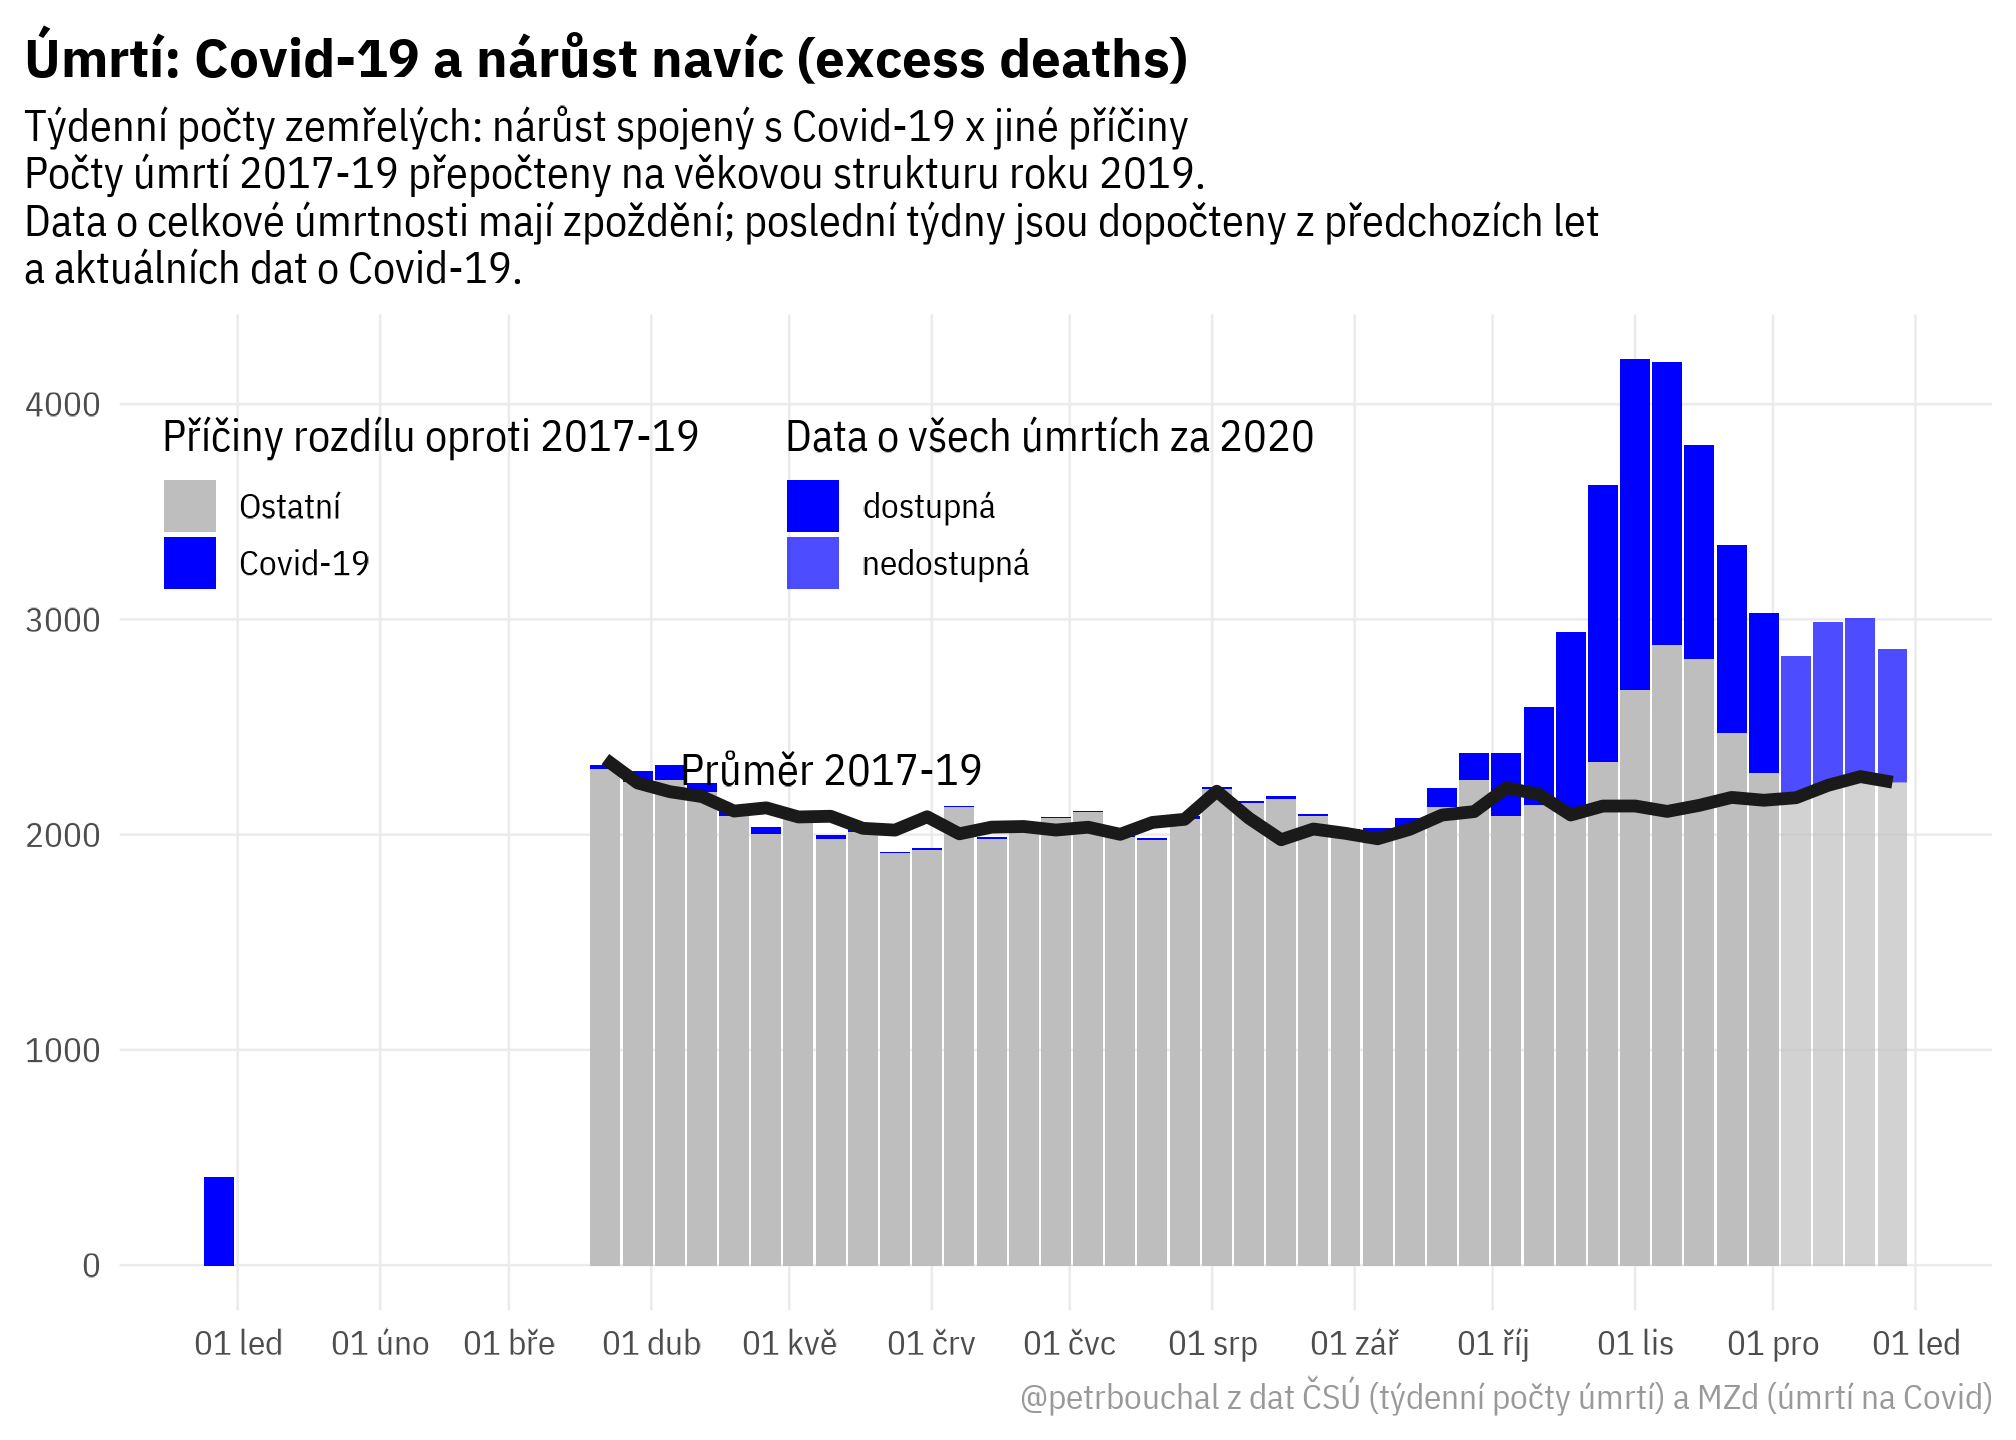 Úmrtí: Covid-19 a nárůst navíc (excess deaths)
Týdenní počty zemřelých: nárůst spojený s Covid-19 x jiné příčiny
Počty úmrtí 2017-19 přepočteny na věkovou strukturu roku 2019.
Data o celkové úmrtnosti mají zpoždění; poslední týdny jsou dopočteny z předchozích let
a aktuálních dat o Covid-19.
4000
Příčiny rozdílu oproti 2017-19
Ostatní
Covid-19
Data o všech úmrtích za 2020
dostupná
nedostupná
3000
Průměr 2017-19
2000
1000
0
01 led 01 úno 01 bře 01 dub 01 kvě 01 črv 01 čvc 01 srp 01 zář 01 říj 01 lis 01 pro 01 led
@petrbouchal z dat ČSÚ (týdenní počty úmrtí) a MZd (úmrtí na Covid)